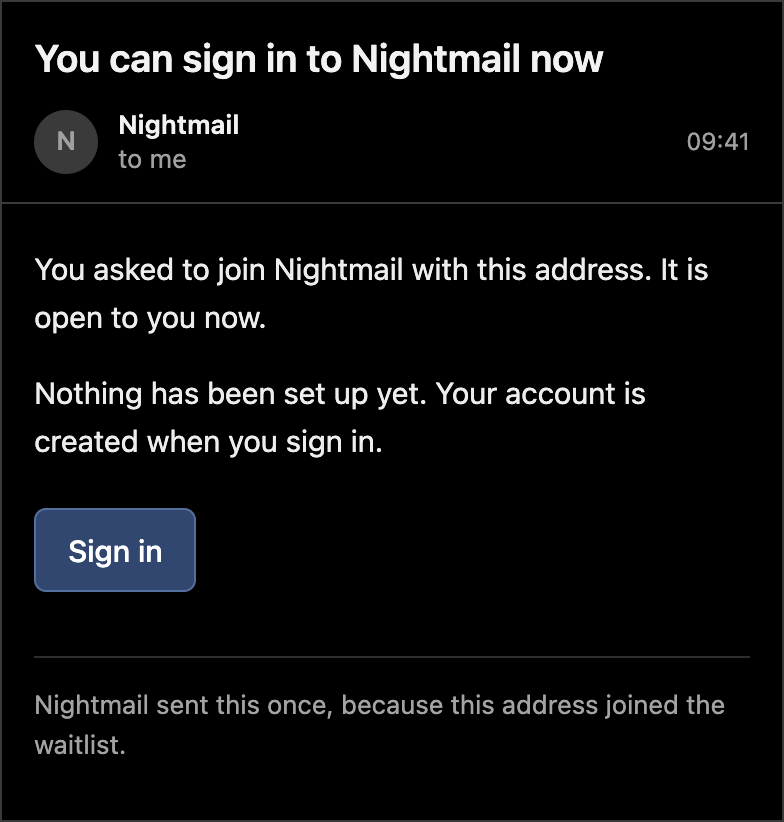 You can sign in to Nightmail now
N
Nightmail
to me
09:41
You asked to join Nightmail with this address. It is
open to you now.
Nothing has been set up yet. Your account is
created when you sign in.
Sign in
Nightmail sent this once, because this address joined the
waitlist.